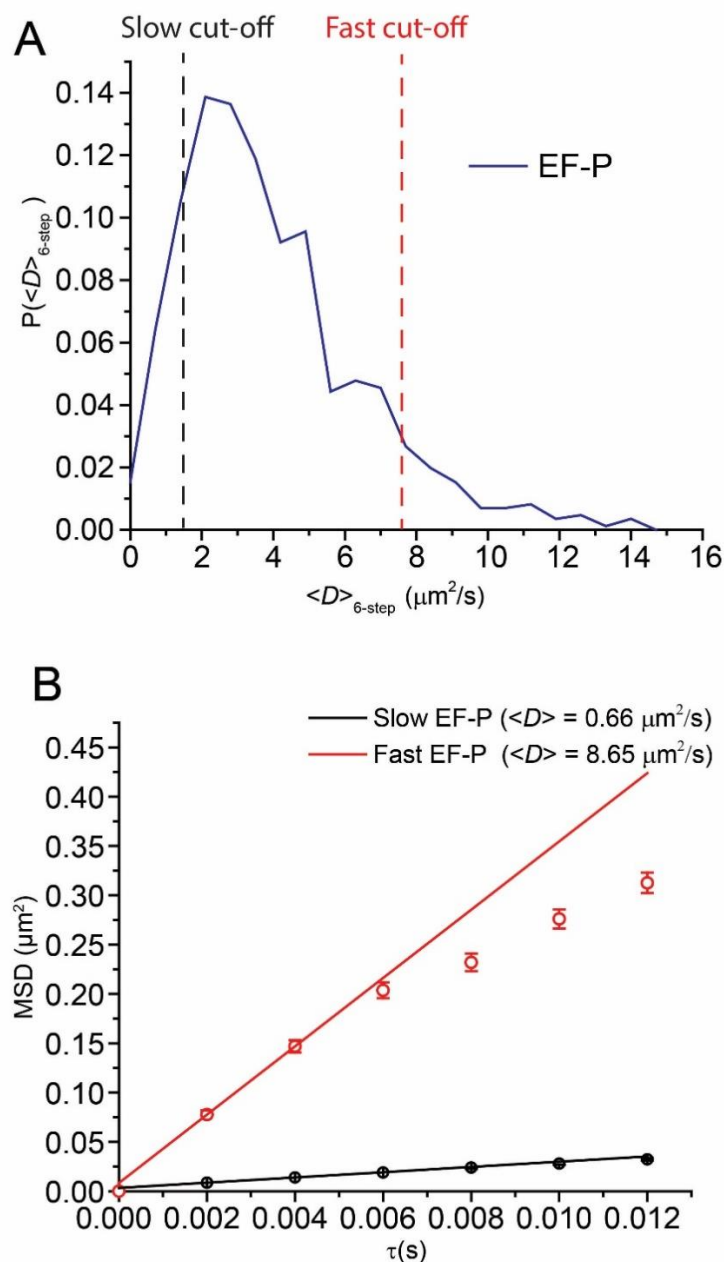 Slow cut-off Fast cut-off
A
0.14
0.12
0.10
0.08
0.06
0.04
0.02
0.00
P(<D>6-step)
EF-P
0 2 4 6 8 10 12 14 16
<D>6-step (μm²/s)
B
Slow EF-P (<D> = 0.66 μm²/s)
Fast EF-P (<D> = 8.65 μm²/s)
0.45
0.40
0.35
0.30
0.25
0.20
0.15
0.10
0.05
0.00
MSD (μm²)
0.000 0.002 0.004 0.006 0.008 0.010 0.012
τ(s)